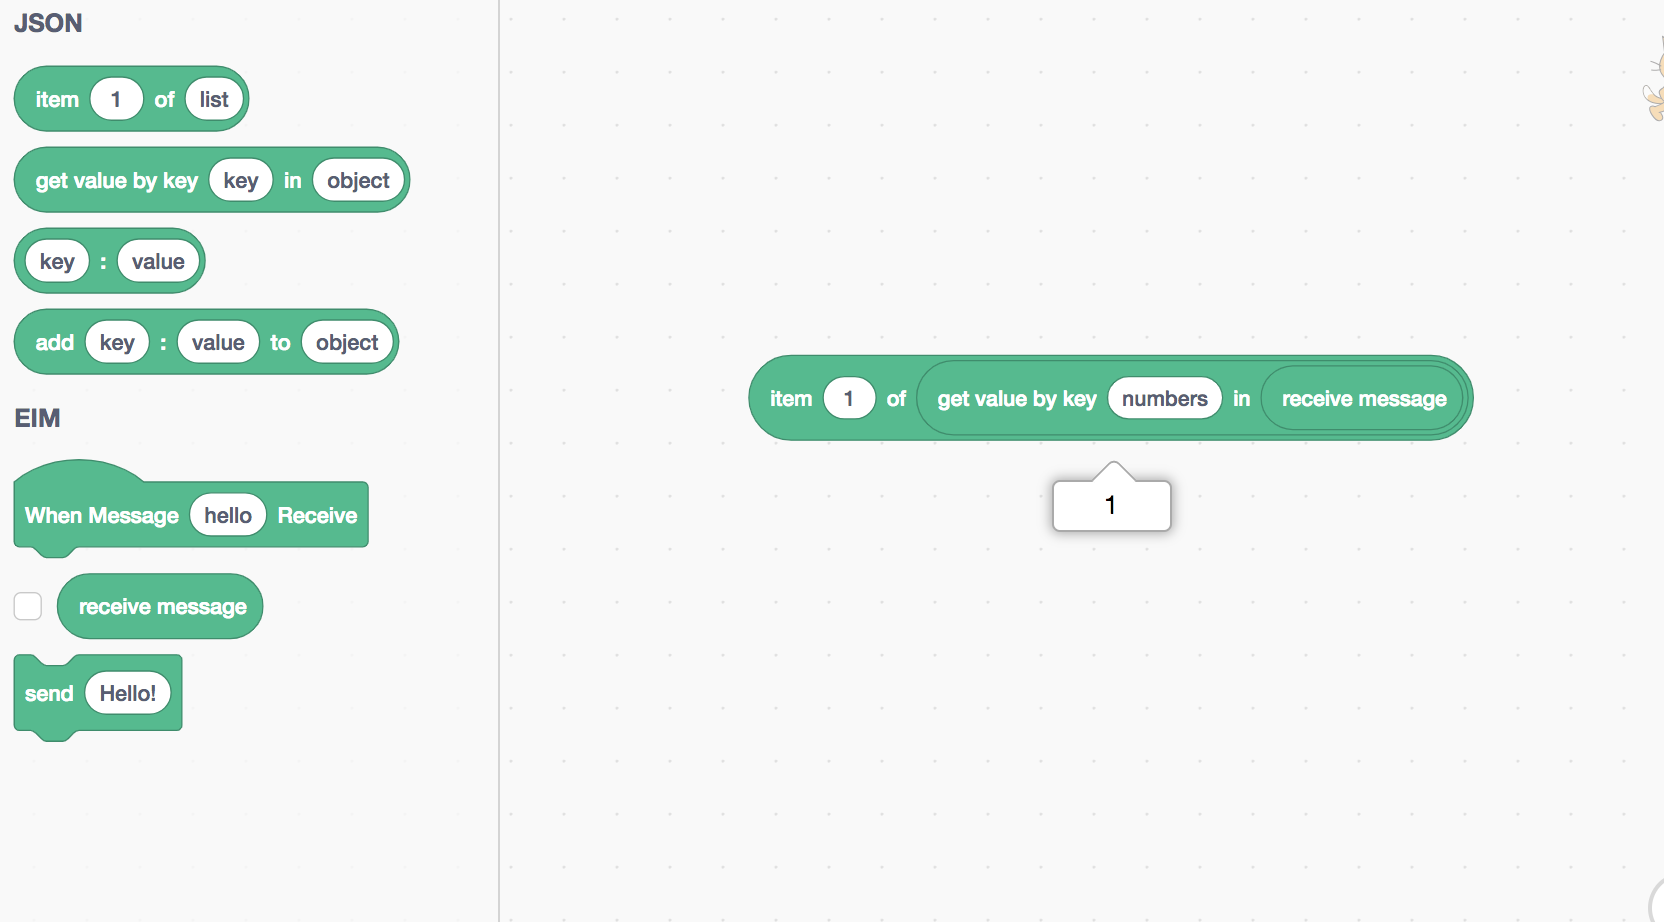 JSON
item 1 of list
get value by key key in object
key : value
add key : value to object
EIM
When Message hello Receive
receive message
send Hello!
item 1 of get value by key numbers in receive message
1